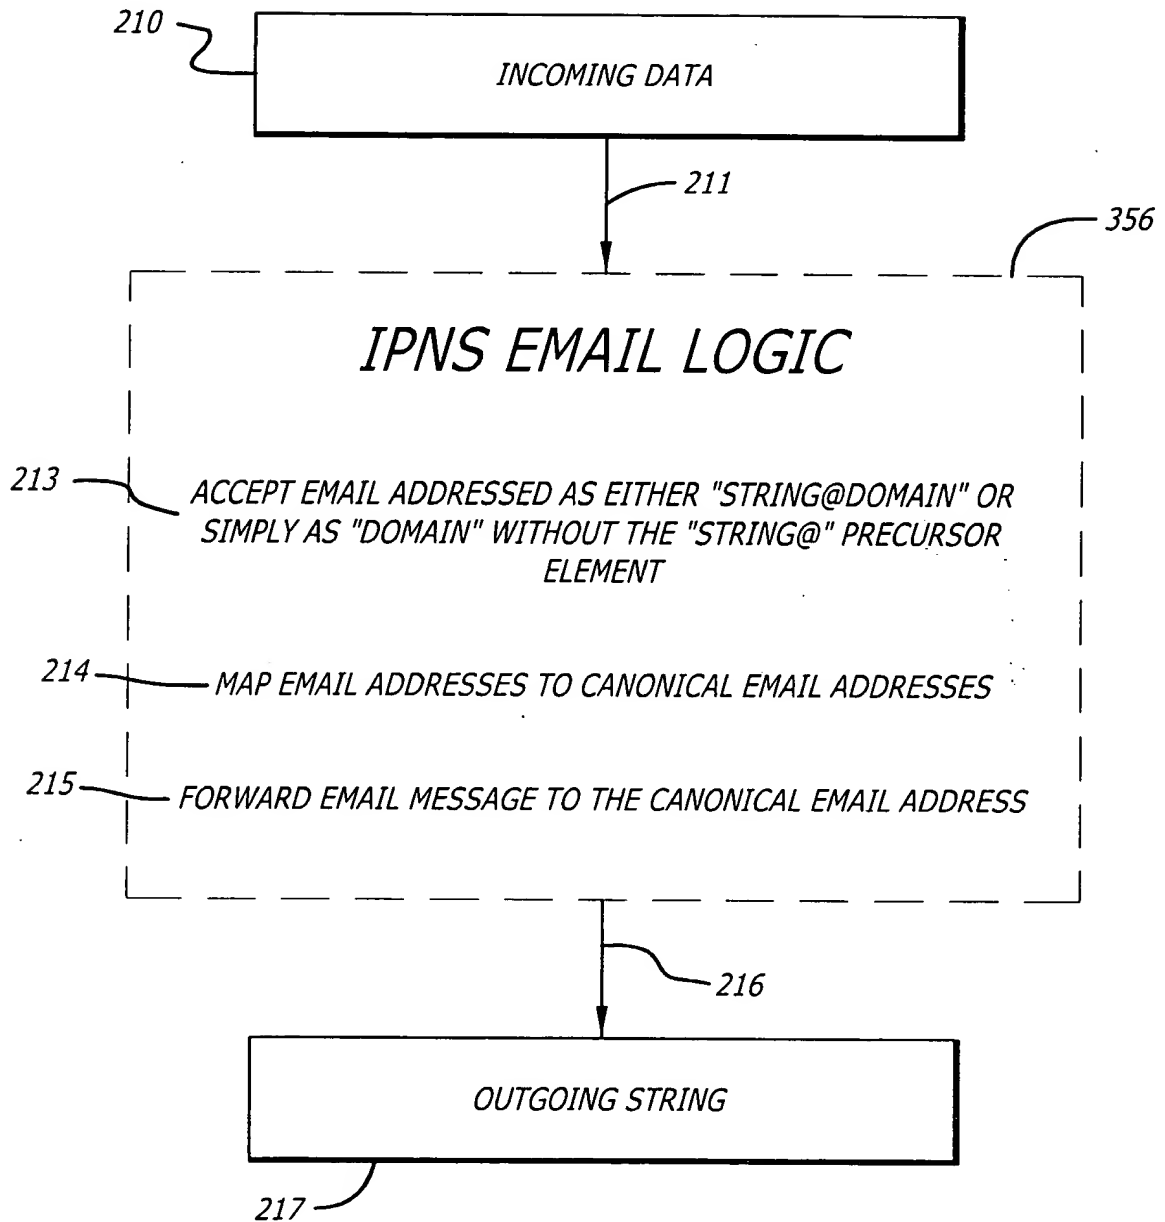 210
INCOMING DATA
211
356
IPNS EMAIL LOGIC
213
ACCEPT EMAIL ADDRESSED AS EITHER "STRING@DOMAIN" OR
SIMPLY AS "DOMAIN" WITHOUT THE "STRING@" PRECURSOR
ELEMENT
214
MAP EMAIL ADDRESSES TO CANONICAL EMAIL ADDRESSES
215
FORWARD EMAIL MESSAGE TO THE CANONICAL EMAIL ADDRESS
216
OUTGOING STRING
217